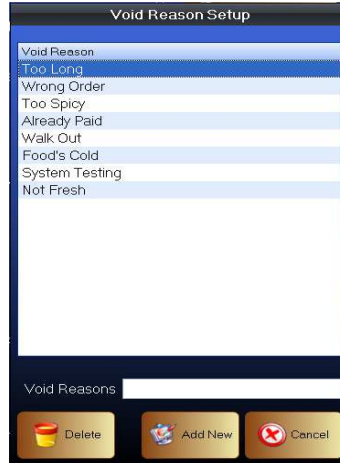 Void Reason Setup
Void Reason
Too Long
Wrong Order
Too Spicy
Already Paid
Walk Out
Food's Cold
System Testing
Not Fresh
Void Reasons
Delete
Add New
Cancel